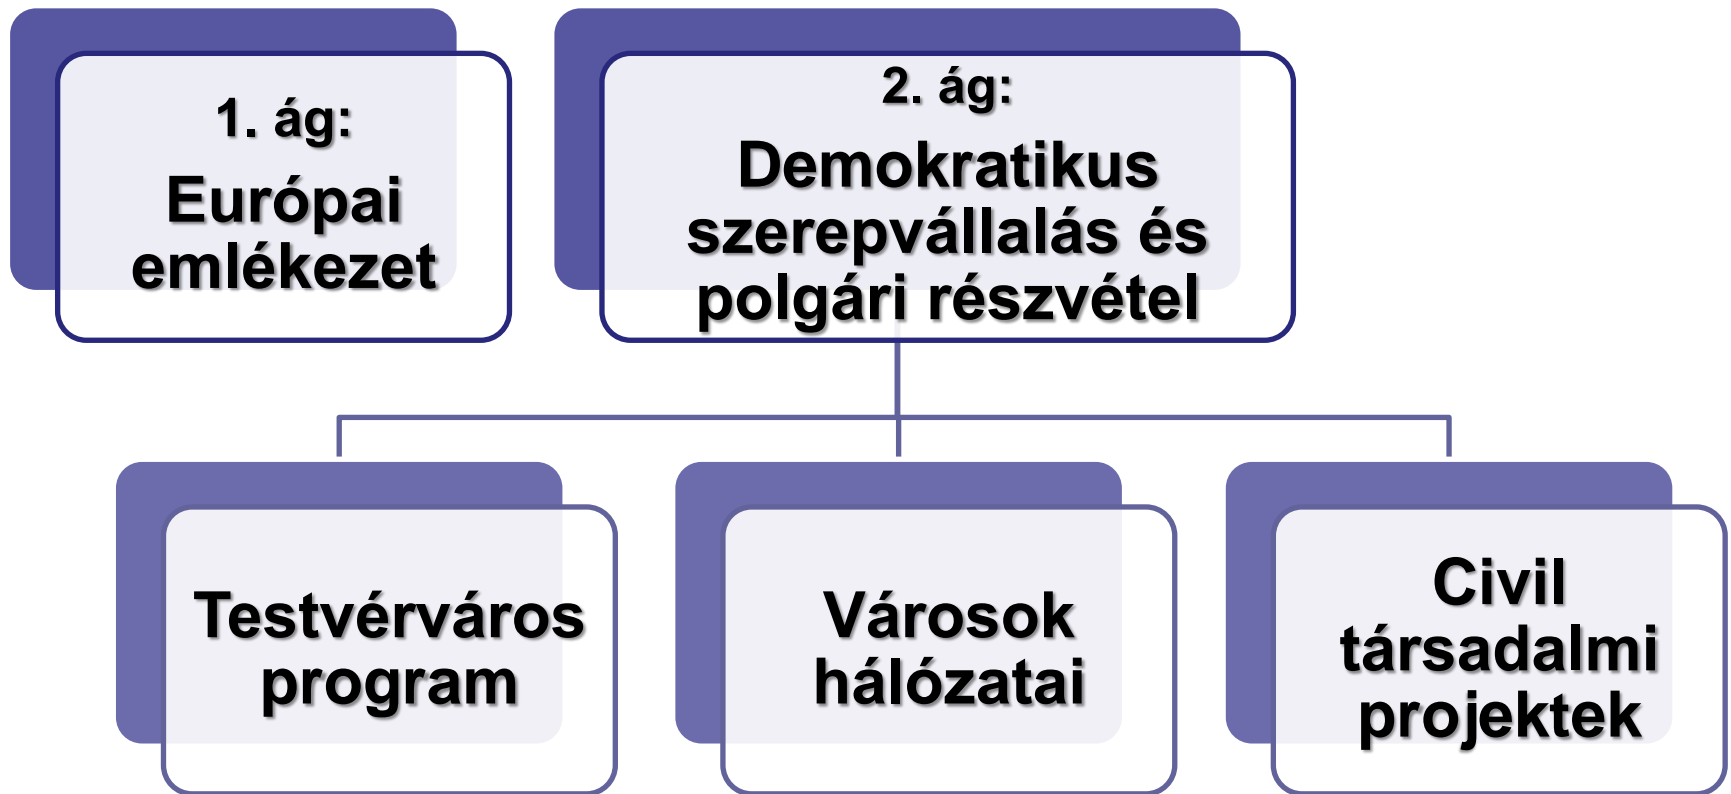 1. ág:
Európai
emlékezet
2. ág:
Demokratikus
szerepvállalás és
polgári részvétel
Testvérváros
program
Városok
hálózatai
Civil
társadalmi
projektek